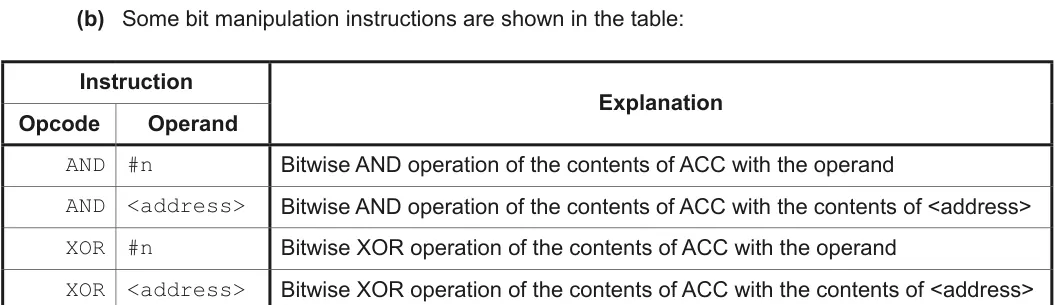 (b) Some bit manipulation instructions are shown in the table:
Instruction
Explanation
Opcode Operand
AND #n Bitwise AND operation of the contents of ACC with the operand
AND <address> Bitwise AND operation of the contents of ACC with the contents of <address>
XOR #n Bitwise XOR operation of the contents of ACC with the operand
XOR <address> Bitwise XOR operation of the contents of ACC with the contents of <address>